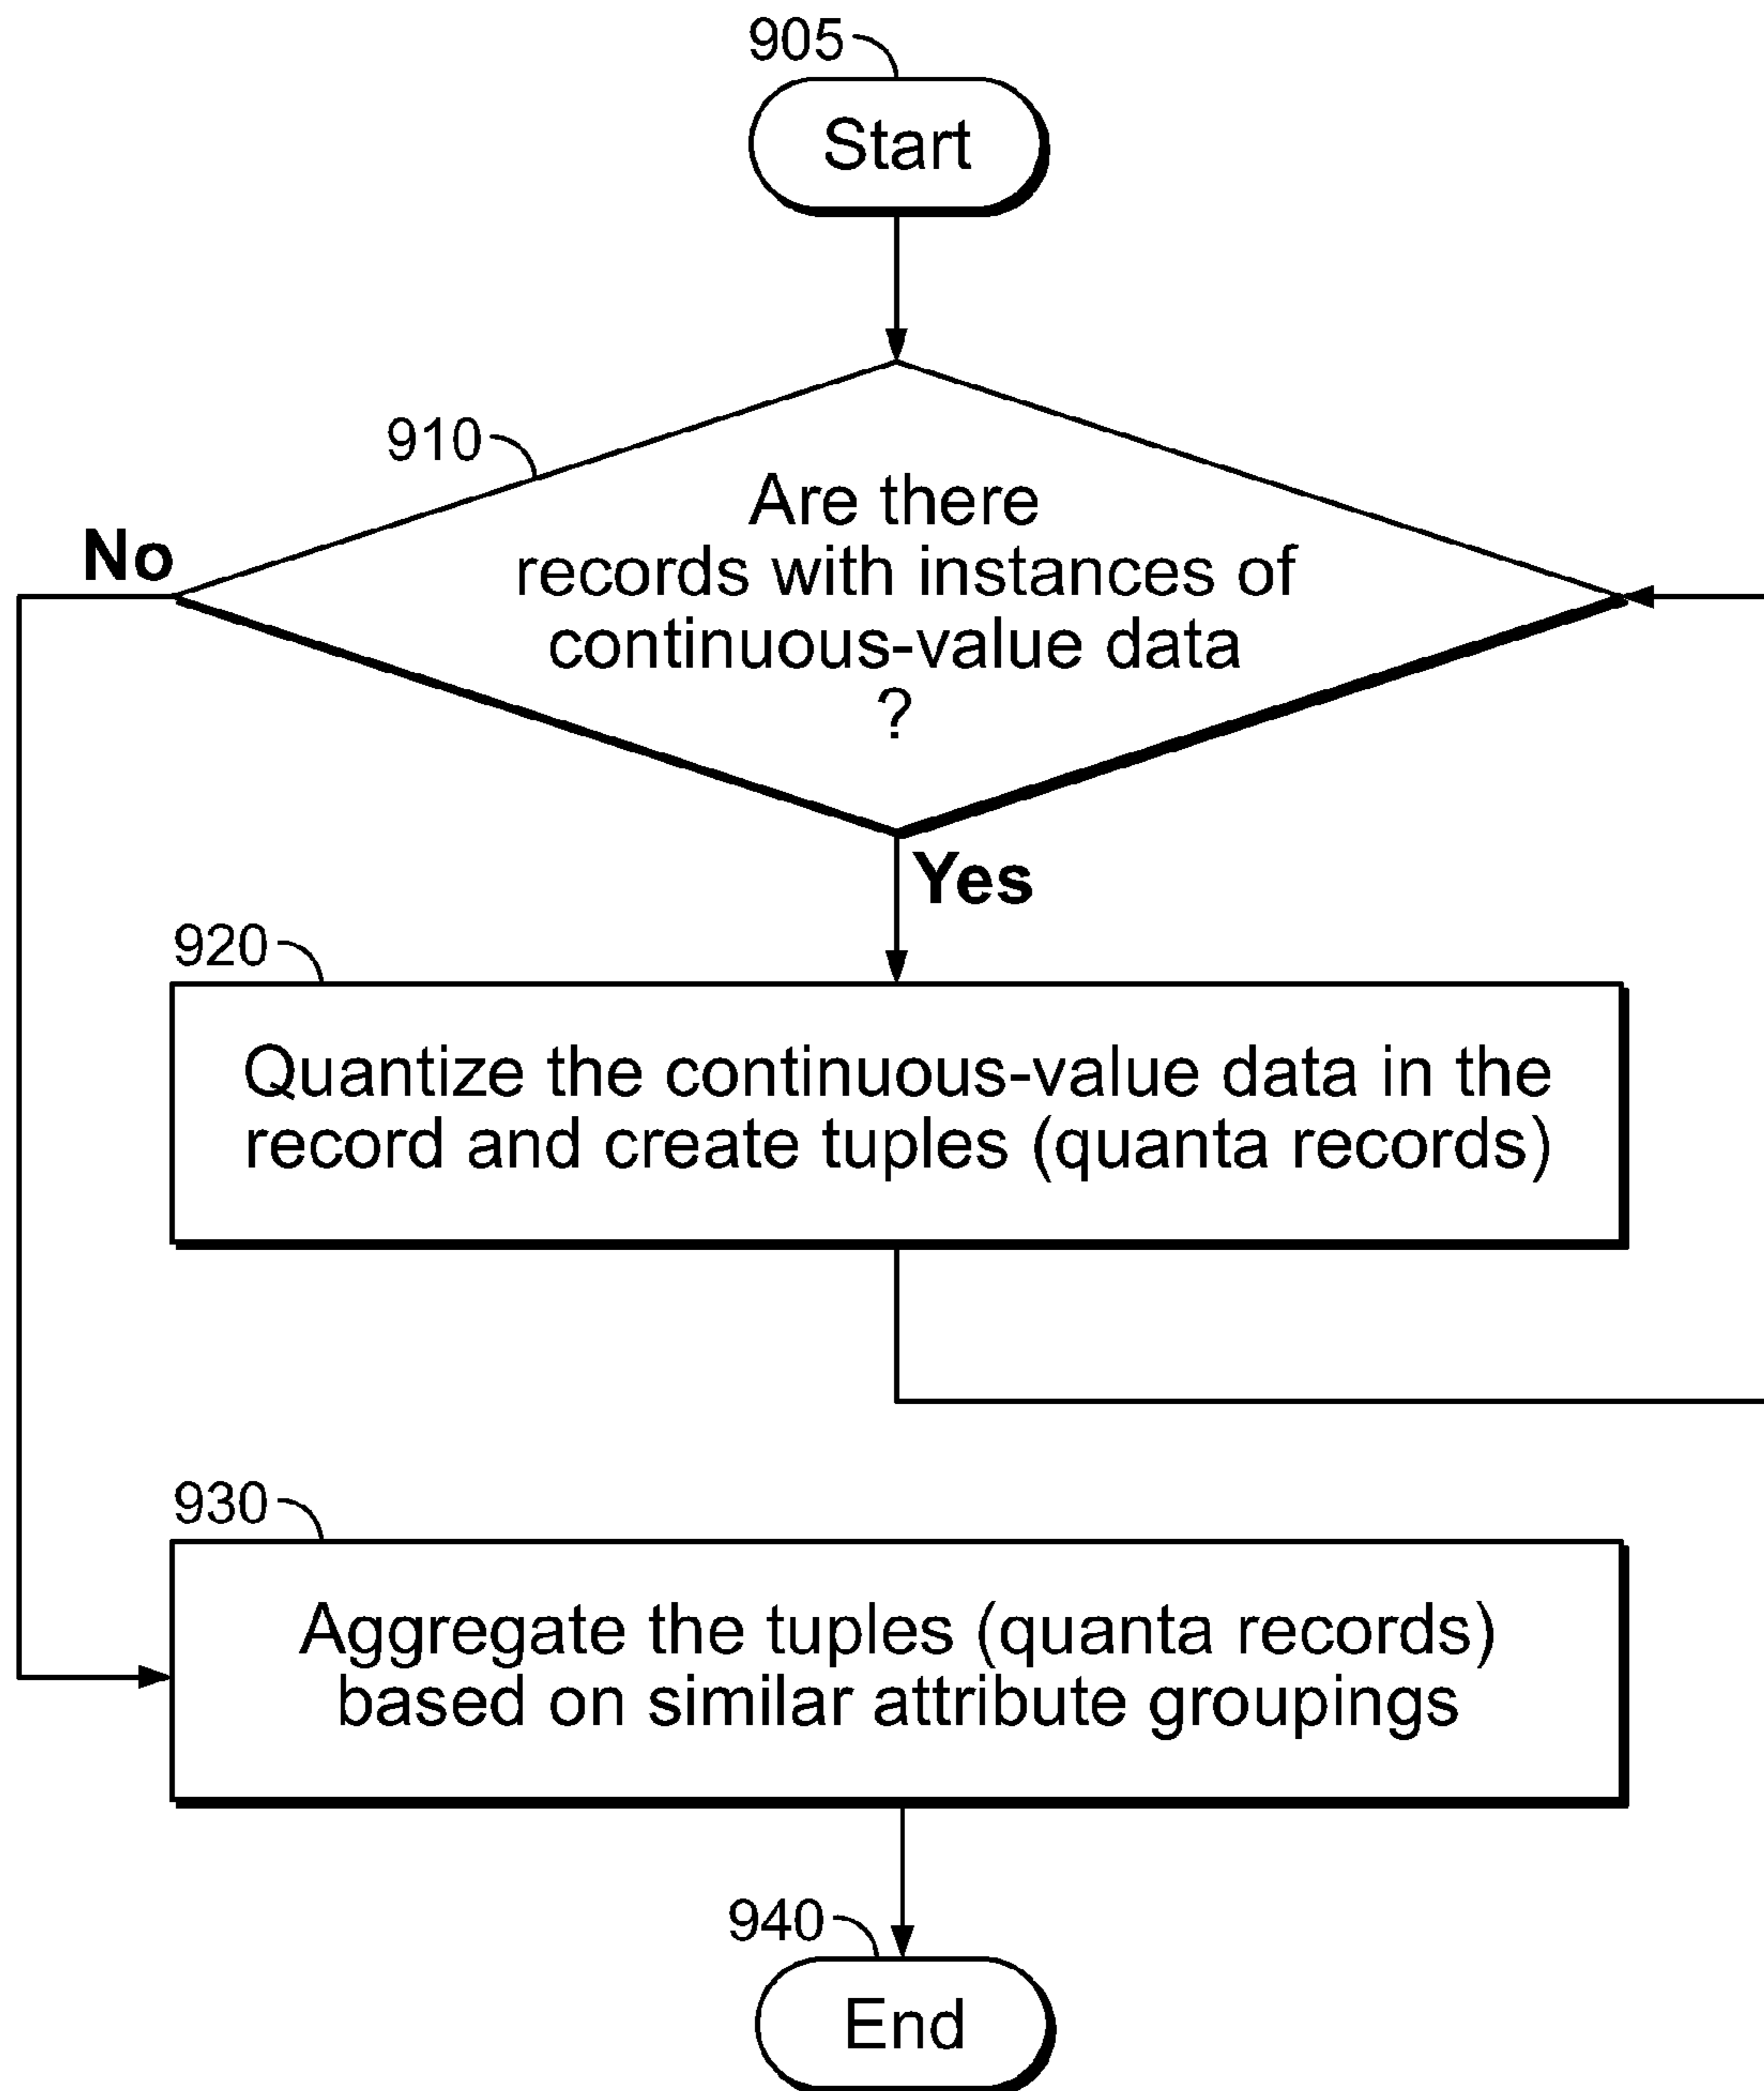 905
Start
910
Are there
records with instances of
continuous-value data
?
No
Yes
920
Quantize the continuous-value data in the
record and create tuples (quanta records)
930
Aggregate the tuples (quanta records)
based on similar attribute groupings
940
End